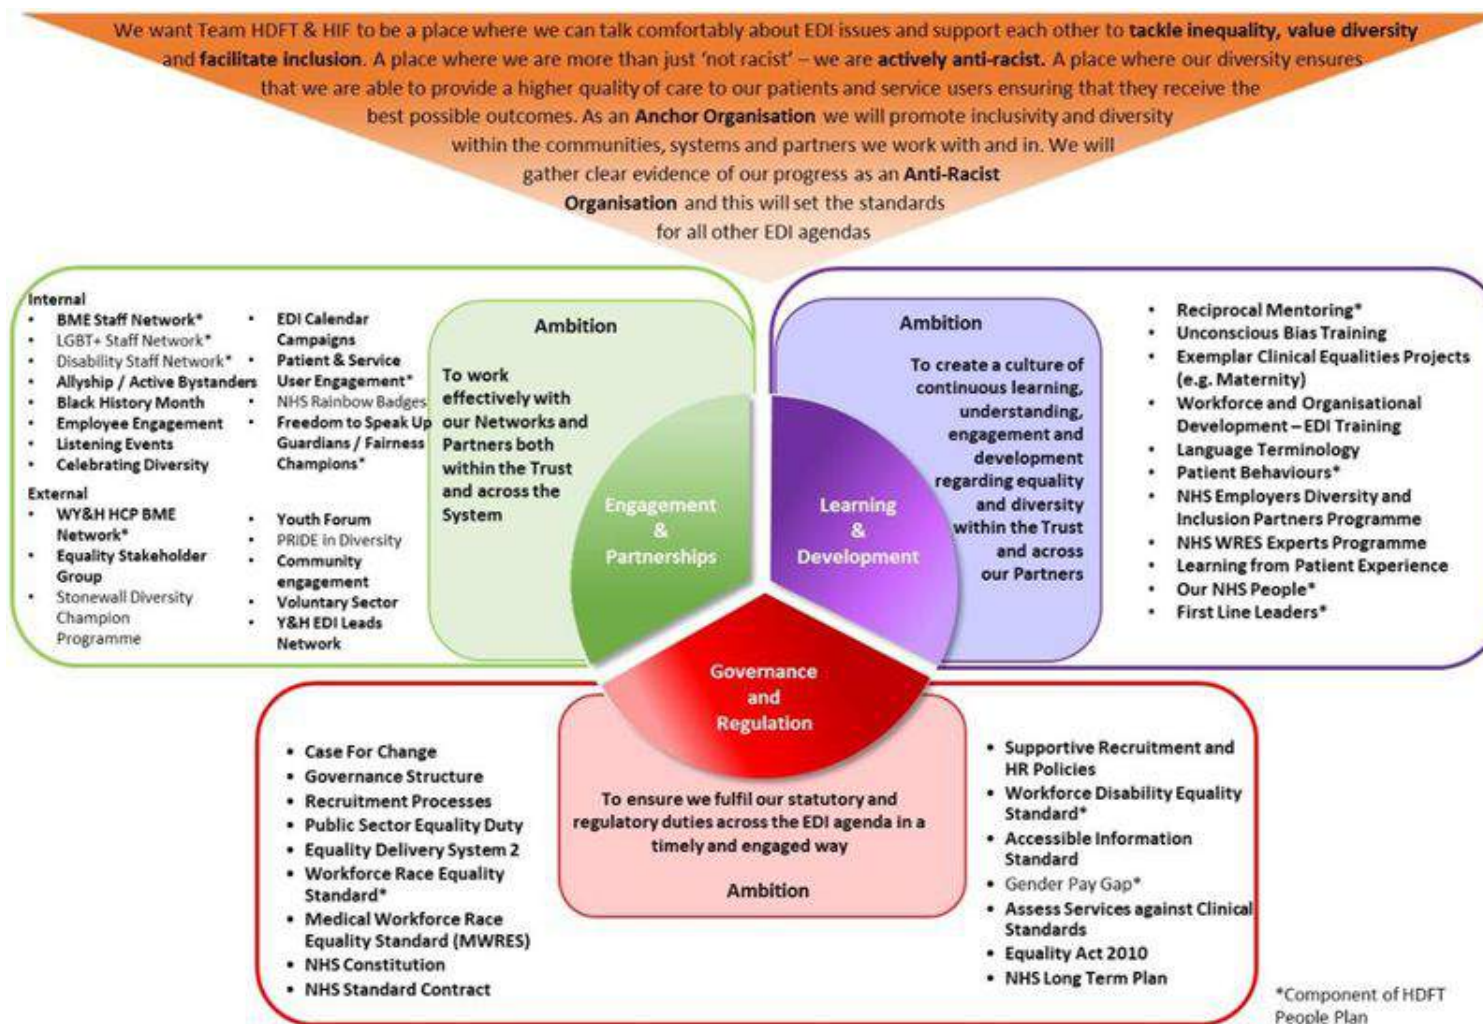 We want Team HDFT & HIF to be a place where we can talk comfortably about EDI issues and support each other to tackle inequality, value diversity
and facilitate inclusion. A place where we are more than just 'not racist' – we are actively anti-racist. A place where our diversity ensures
that we are able to provide a higher quality of care to our patients and service users ensuring that they receive the
best possible outcomes. As an Anchor Organisation we will promote inclusivity and diversity
within the communities, systems and partners we work with and in. We will
gather clear evidence of our progress as an Anti-Racist
Organisation and this will set the standards
for all other EDI agendas
Internal
• BME Staff Network*
• LGBT+ Staff Network*
• Disability Staff Network*
• Allyship / Active Bystanders
• Black History Month
• Employee Engagement
• Listening Events
• Celebrating Diversity
• EDI Calendar
Campaigns
• Patient & Service
User Engagement*
• NHS Rainbow Badges
• Freedom to Speak Up
Guardians / Fairness
Champions*
External
• WY&H HCP BME
Network*
• Equality Stakeholder
Group
• Stonewall Diversity
Champion
Programme
• Youth Forum
• PRIDE in Diversity
• Community
engagement
• Voluntary Sector
• Y&H EDI Leads
Network
Ambition
To work
effectively with
our Networks and
Partners both
within the Trust
and across the
System
Engagement
&
Partnerships
Learning
&
Development
Ambition
To create a culture of
continuous learning,
understanding,
engagement and
development
regarding equality
and diversity
within the Trust
and across
our Partners
• Reciprocal Mentoring*
• Unconscious Bias Training
• Exemplar Clinical Equalities Projects
(e.g. Maternity)
• Workforce and Organisational
Development – EDI Training
• Language Terminology
• Patient Behaviours*
• NHS Employers Diversity and
Inclusion Partners Programme
• NHS WRES Experts Programme
• Learning from Patient Experience
• Our NHS People*
• First Line Leaders*
Governance
and
Regulation
• Case For Change
• Governance Structure
• Recruitment Processes
• Public Sector Equality Duty
• Equality Delivery System 2
• Workforce Race Equality
Standard*
• Medical Workforce Race
Equality Standard (MWRES)
• NHS Constitution
• NHS Standard Contract
To ensure we fulfil our statutory and
regulatory duties across the EDI agenda in a
timely and engaged way
Ambition
• Supportive Recruitment and
HR Policies
• Workforce Disability Equality
Standard*
• Accessible Information
Standard
• Gender Pay Gap*
• Assess Services against Clinical
Standards
• Equality Act 2010
• NHS Long Term Plan
*Component of HDFT
People Plan